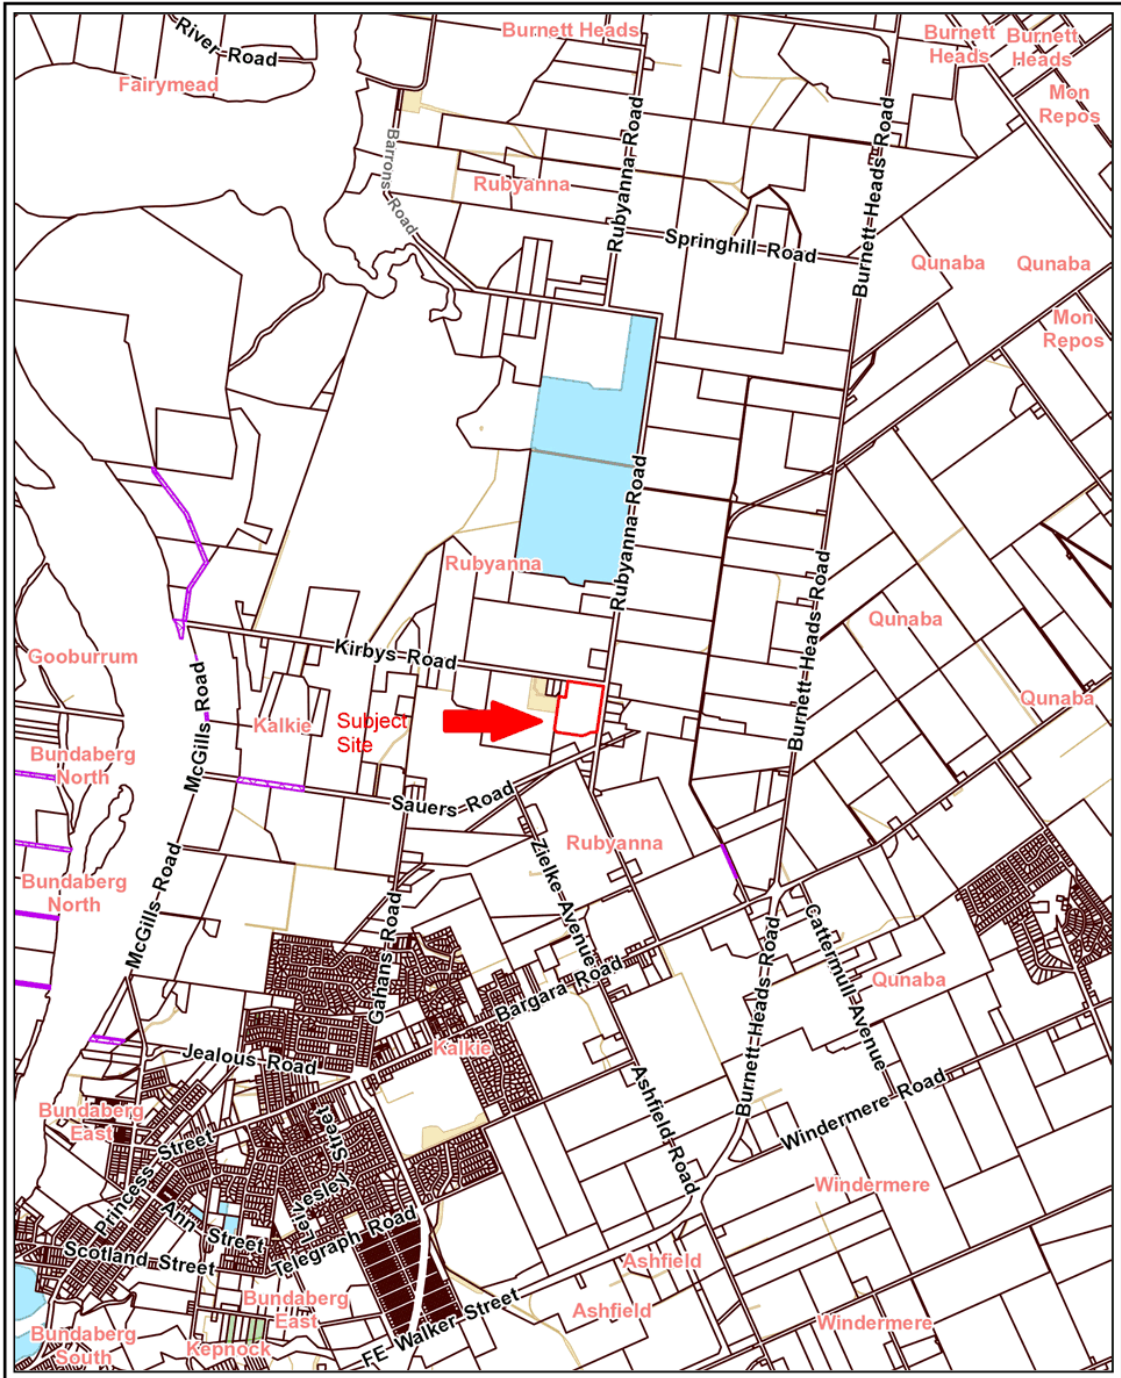 River Road
Burnett Heads
Burnett
Heads
Burnett
Heads
Fairymead
Mon
Repos
Rubyanna Road
Burnett Heads Road
Barrons Road
Rubyanna
Springhill Road
Qunaba
Qunaba
Mon
Repos
Rubyanna Road
Rubyanna
Burnett Heads Road
Qunaba
Kirbys Road
Gooburrum
McGills Road
Qunaba
Kalkie
Subject
Site
Bundaberg
North
Sauers Road
Rubyanna
Zielke Avenue
McGills Road
Bundaberg
North
Gahans Road
Cattermull Avenue
Burnett Heads Road
Bargara Road
Qunaba
Kalkie
Jealous Road
Ashfield Road
Windermere Road
Bundaberg
East
Princess Street
Leivesley Street
Windermere
Ann Street
Telegraph Road
Scotland Street
Ashfield
Bundaberg
East
Ashfield
FE Walker Street
Windermere
Bundaberg
South
Kepnock